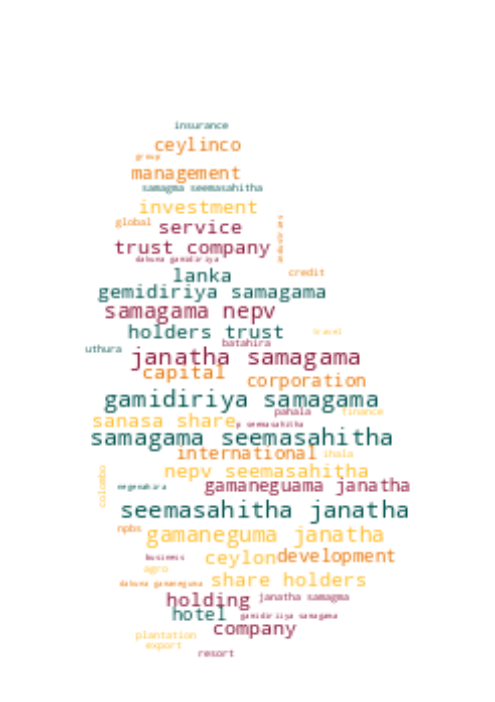 insurance
ceylinco
group
management
samagma seemasahitha
investment
global
service
trust company
dakuna gamidiriya
lanka
credit
gemidiriya samagama
samagama nepv
holders trust
travel
batahira
uthura
janatha samagama
capital
corporation
gamidiriya samagama
pahala
finance
sanasa share
p seemasahitha
samagama seemasahitha
international
ihala
nepv seemasahitha
colombo
negenahira
gamaneguama janatha
seemasahitha janatha
npbs
gamaneguma janatha
business
ceylon
development
agro
dakuna gamaneguma
share holders
holding
janatha samagma
hotel
gamidiriiya samagama
company
plantation
export
resort